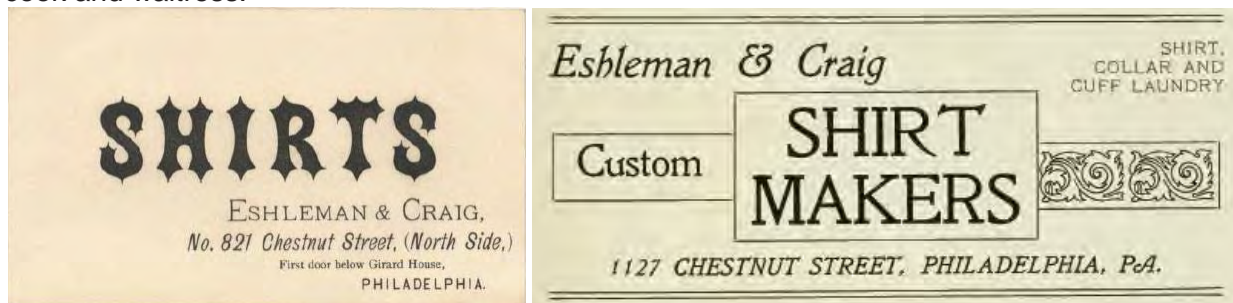 cook and waitress.
SHIRTS
ESHLEMAN & CRAIG,
No. 821 Chestnut Street, (North Side,)
First door below Girard House,
PHILADELPHIA.
Eshleman & Craig
SHIRT,
COLLAR AND
CUFF LAUNDRY
Custom
SHIRT
MAKERS
1127 CHESTNUT STREET, PHILADELPHIA, PA.